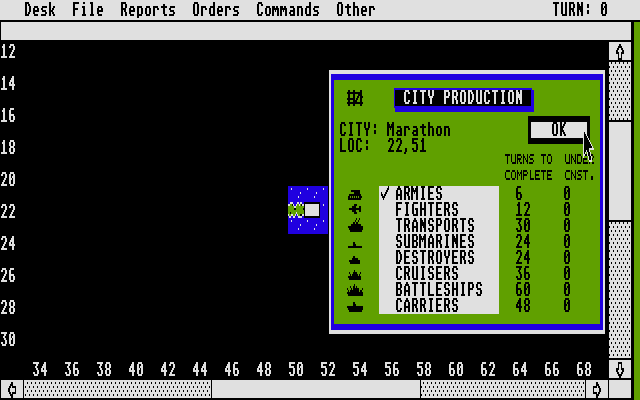 Desk File Reports Orders Commands Other TURN: 0
12
14
16
18
20
22
24
26
28
30
CITY PRODUCTION
CITY: Marathon
LOC: 22,51
OK
TURNS TO COMPLETE
UNDER CNST.
✓ ARMIES 6 0
FIGHTERS 12 0
TRANSPORTS 30 0
SUBMARINES 24 0
DESTROYERS 24 0
CRUISERS 36 0
BATTLESHIPS 60 0
CARRIERS 48 0
34 36 38 40 42 44 46 48 50 52 54 56 58 60 62 64 66 68